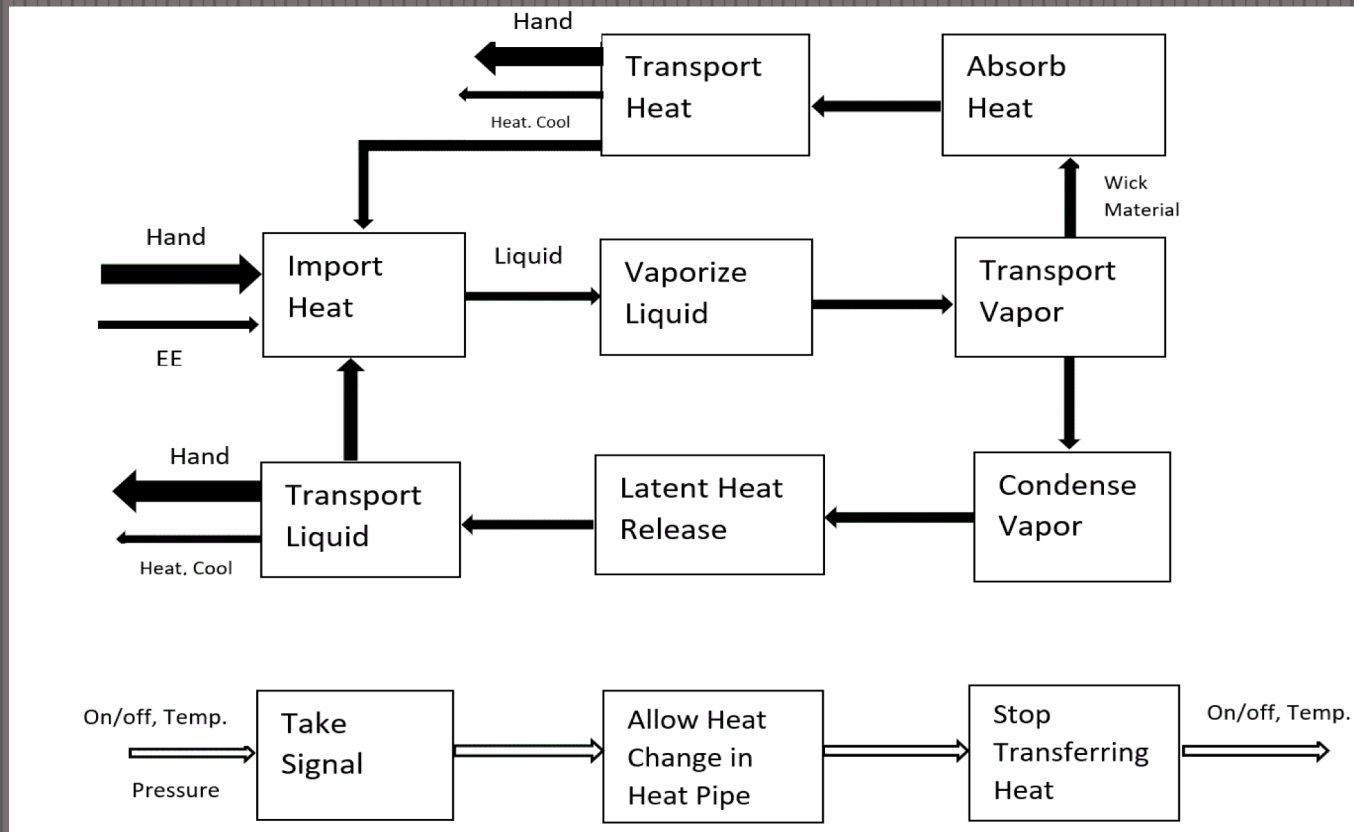 Hand
Transport
Heat
Absorb
Heat
Heat. Cool
Wick
Material
Hand
Import
Heat
EE
Liquid
Vaporize
Liquid
Transport
Vapor
Hand
Transport
Liquid
Heat, Cool
Latent Heat
Release
Condense
Vapor
On/off, Temp.
Pressure
Take
Signal
Allow Heat
Change in
Heat Pipe
Stop
Transferring
Heat
On/off, Temp.